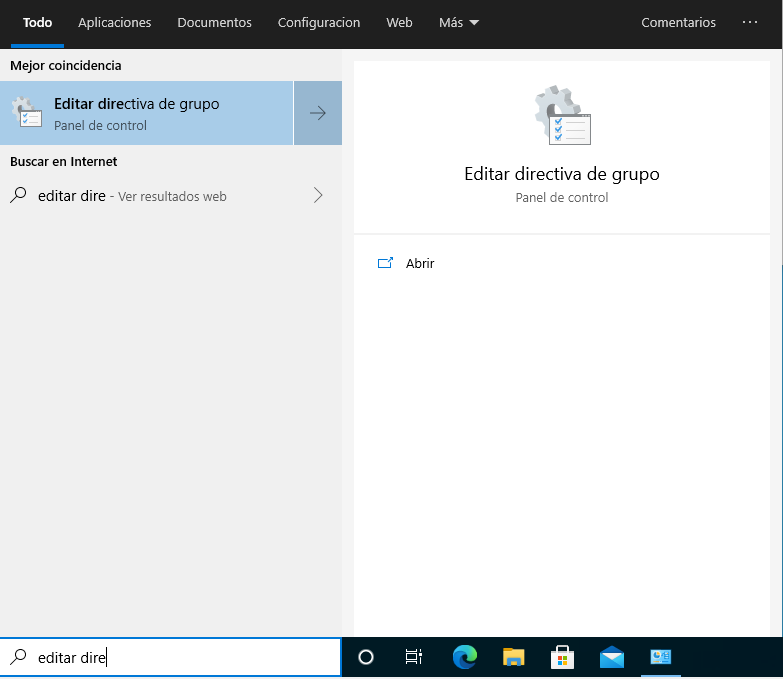 Todo Aplicaciones Documentos Configuracion Web Más Comentarios ···
Mejor coincidencia
Editar directiva de grupo
Panel de control
Buscar en Internet
editar dire - Ver resultados web
Editar directiva de grupo
Panel de control
Abrir
editar dire